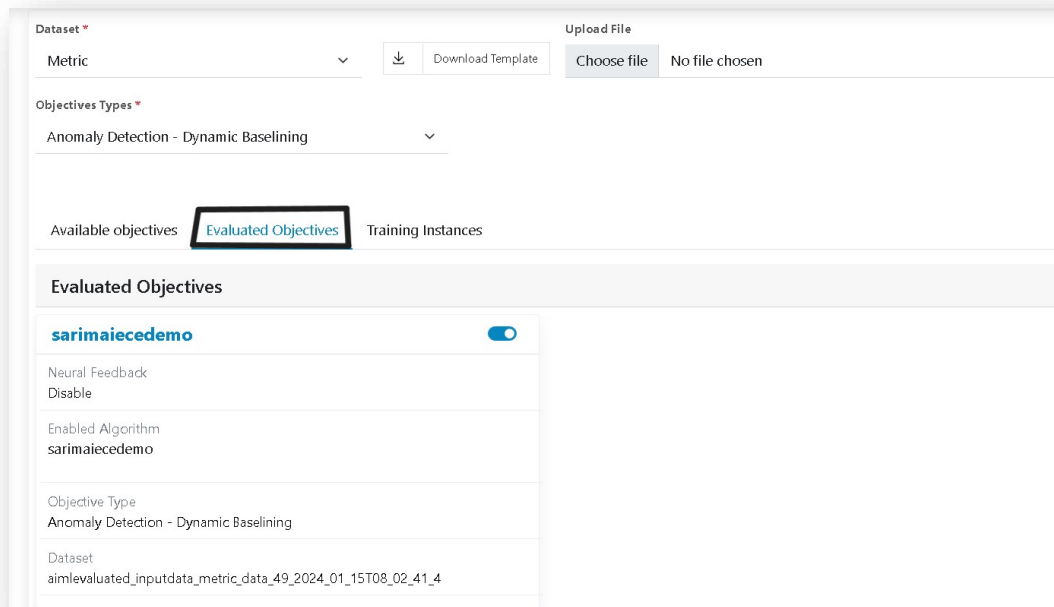 Dataset *
Metric
Download Template
Upload File
Choose file No file chosen
Objectives Types *
Anomaly Detection - Dynamic Baselining
Available objectives Evaluated Objectives Training Instances
Evaluated Objectives
sarimaiecedemo
Neural Feedback
Disable
Enabled Algorithm
sarimaiecedemo
Objective Type
Anomaly Detection - Dynamic Baselining
Dataset
aimlevaluated_inputdata_metric_data_49_2024_01_15T08_02_41_4